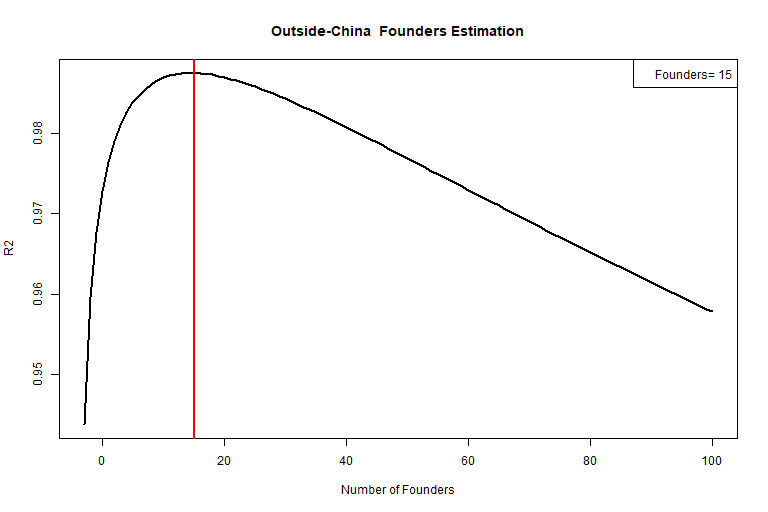 Outside-China  Founders Estimation
Founders= 15
R2
0.98
0.97
0.96
0.95
0 20 40 60 80 100
Number of Founders